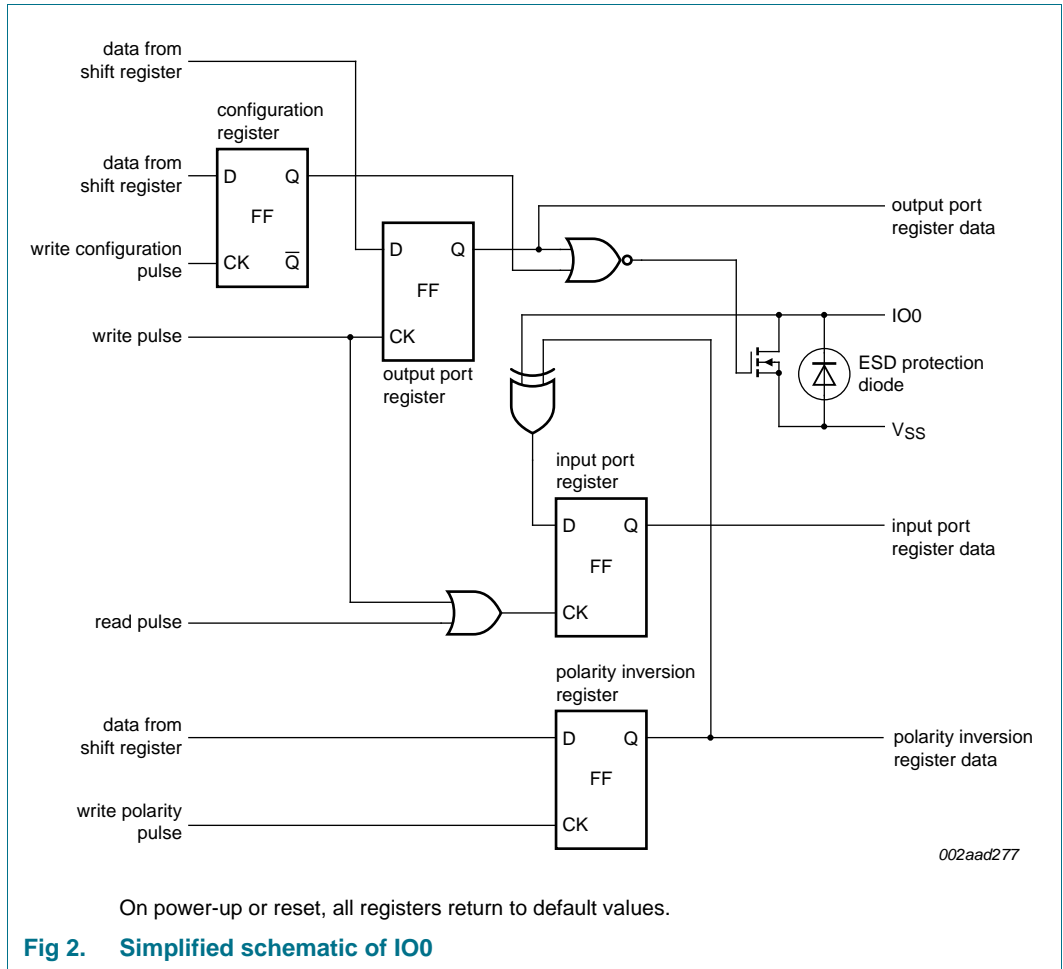 data from
shift register
configuration
register
data from
shift register
D Q
FF
write configuration
pulse
CK Q̅
output port
register data
D Q
FF
write pulse
CK
output port
register
IO0
ESD protection
diode
VSS
input port
register
D Q
input port
register data
FF
CK
read pulse
polarity inversion
register
data from
shift register
D Q
polarity inversion
register data
FF
write polarity
pulse
CK
002aad277
On power-up or reset, all registers return to default values.
Fig 2. Simplified schematic of IO0